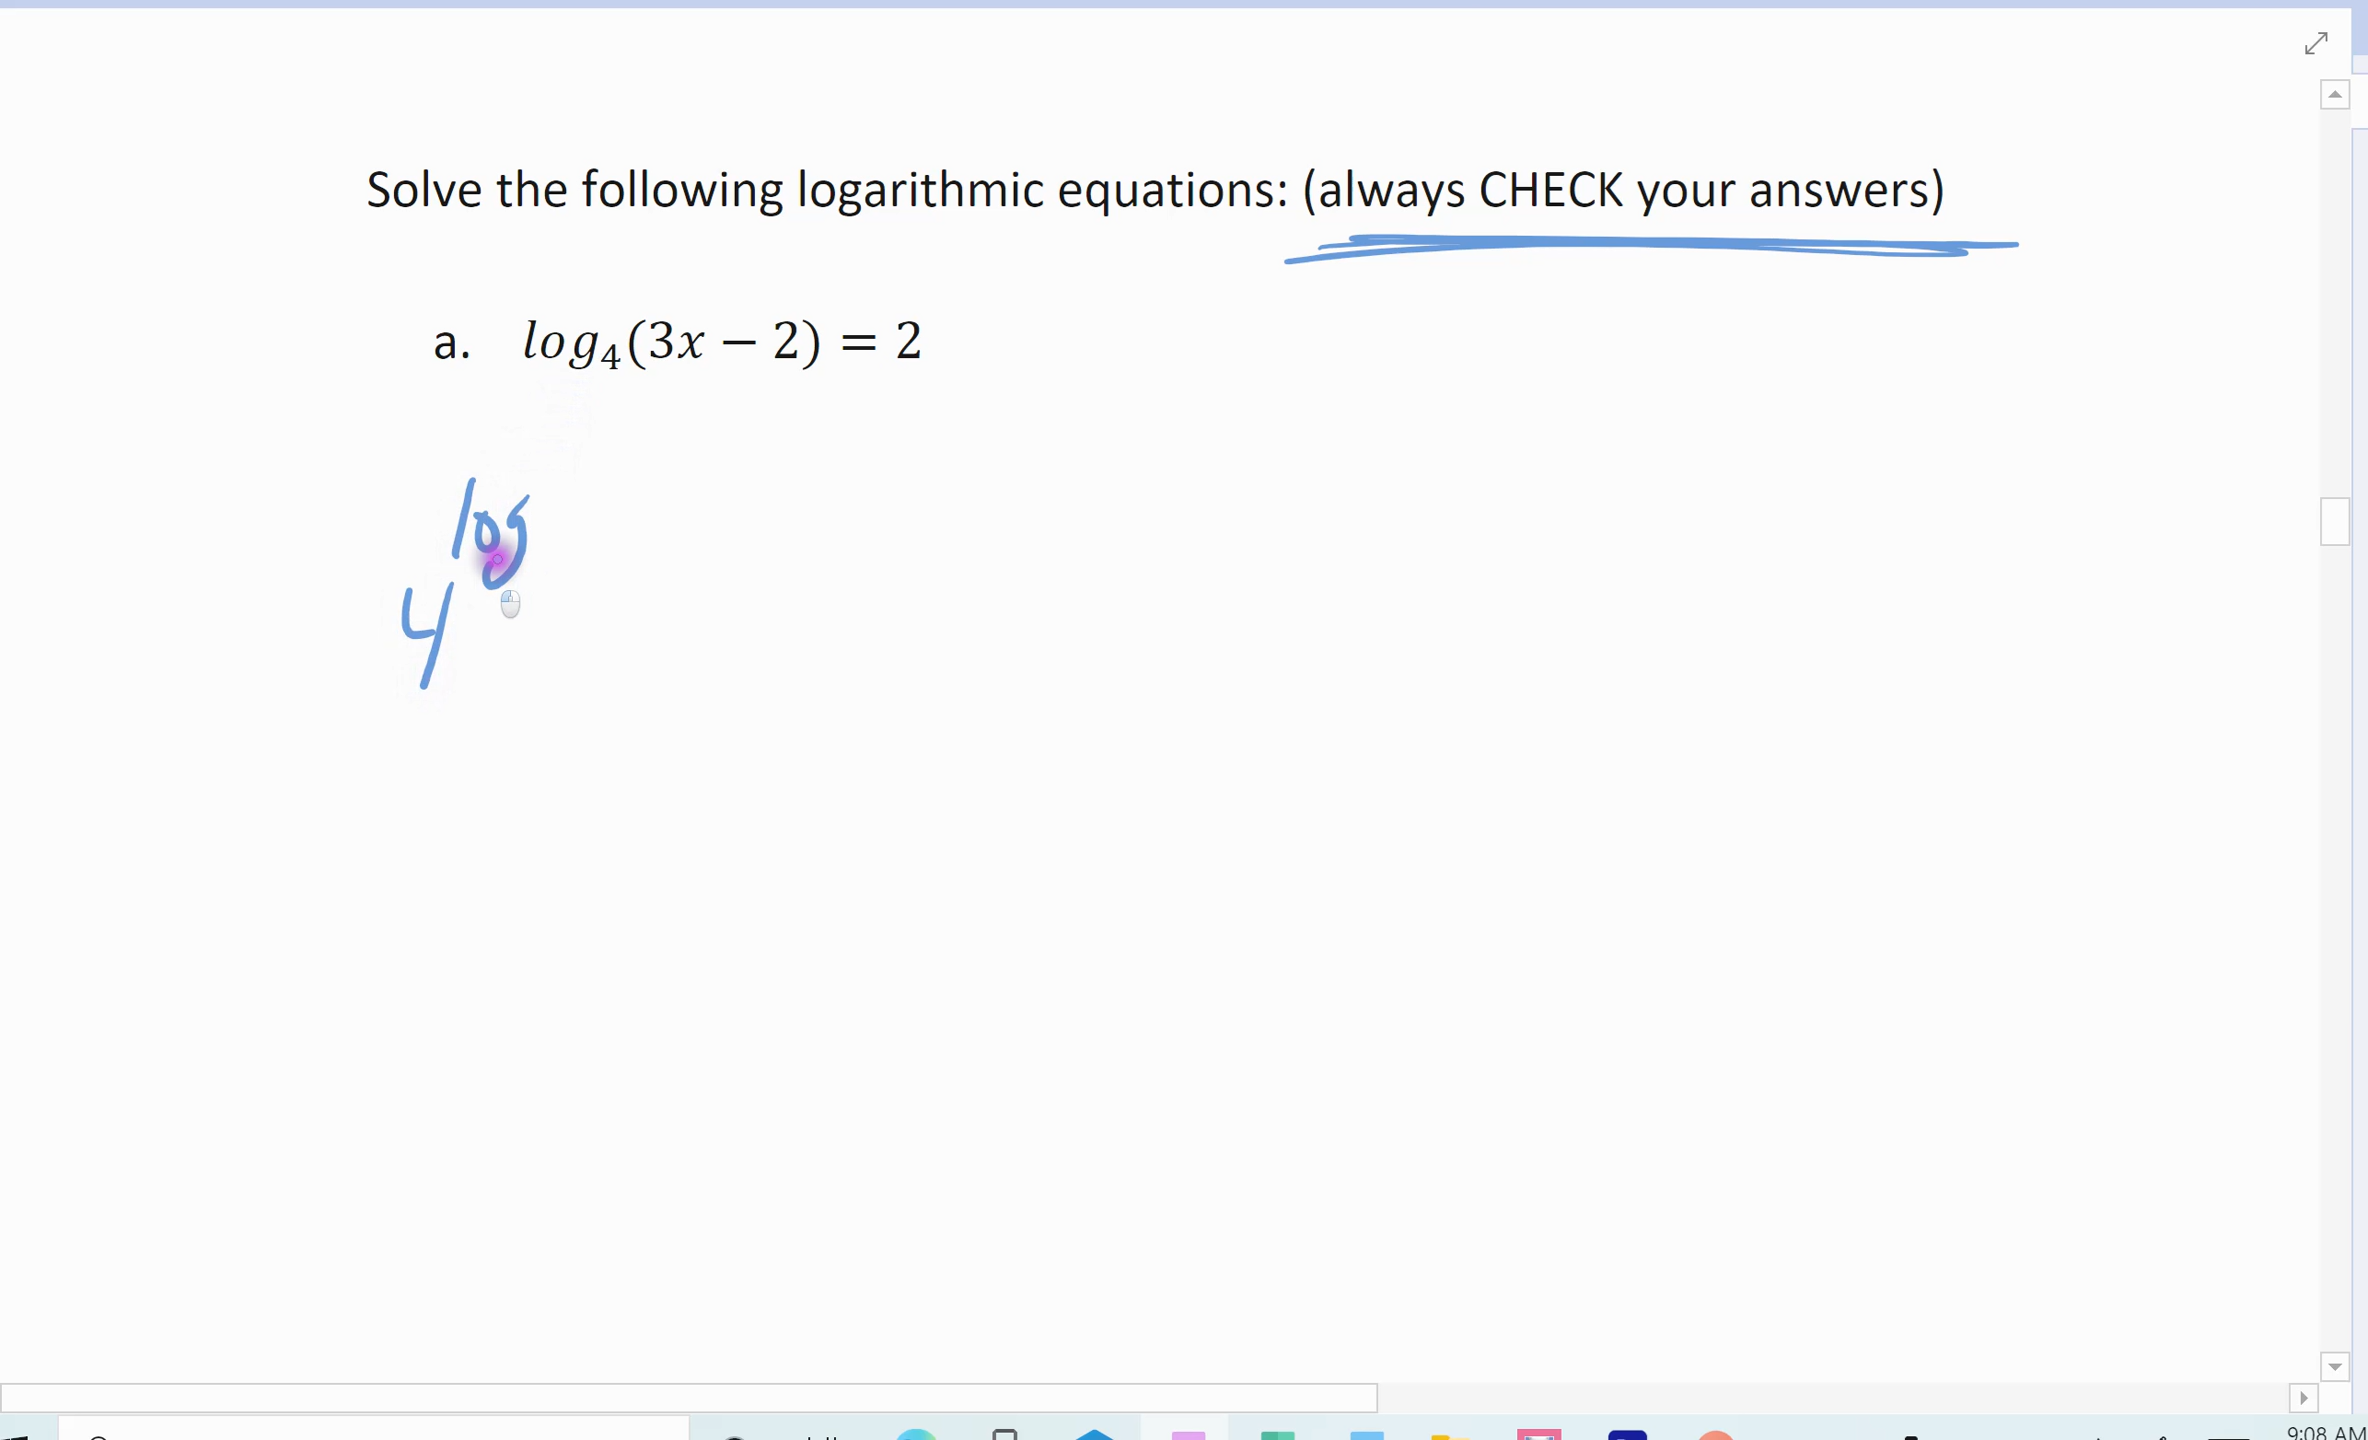 Solve the following logarithmic equations: (always CHECK your answers)
a. log₄(3x − 2) = 2
log
4
9:08 AM